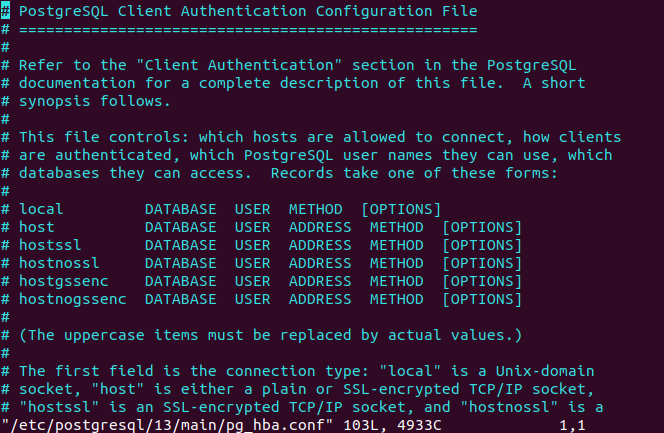 # PostgreSQL Client Authentication Configuration File
# ===================================================
#
# Refer to the "Client Authentication" section in the PostgreSQL
# documentation for a complete description of this file.  A short
# synopsis follows.
#
# This file controls: which hosts are allowed to connect, how clients
# are authenticated, which PostgreSQL user names they can use, which
# databases they can access.  Records take one of these forms:
#
# local         DATABASE  USER  METHOD  [OPTIONS]
# host          DATABASE  USER  ADDRESS  METHOD  [OPTIONS]
# hostssl       DATABASE  USER  ADDRESS  METHOD  [OPTIONS]
# hostnossl     DATABASE  USER  ADDRESS  METHOD  [OPTIONS]
# hostgssenc    DATABASE  USER  ADDRESS  METHOD  [OPTIONS]
# hostnogssenc  DATABASE  USER  ADDRESS  METHOD  [OPTIONS]
#
# (The uppercase items must be replaced by actual values.)
#
# The first field is the connection type: "local" is a Unix-domain
# socket, "host" is either a plain or SSL-encrypted TCP/IP socket,
# "hostssl" is an SSL-encrypted TCP/IP socket, and "hostnossl" is a
"/etc/postgresql/13/main/pg_hba.conf" 103L, 4933C             1,1